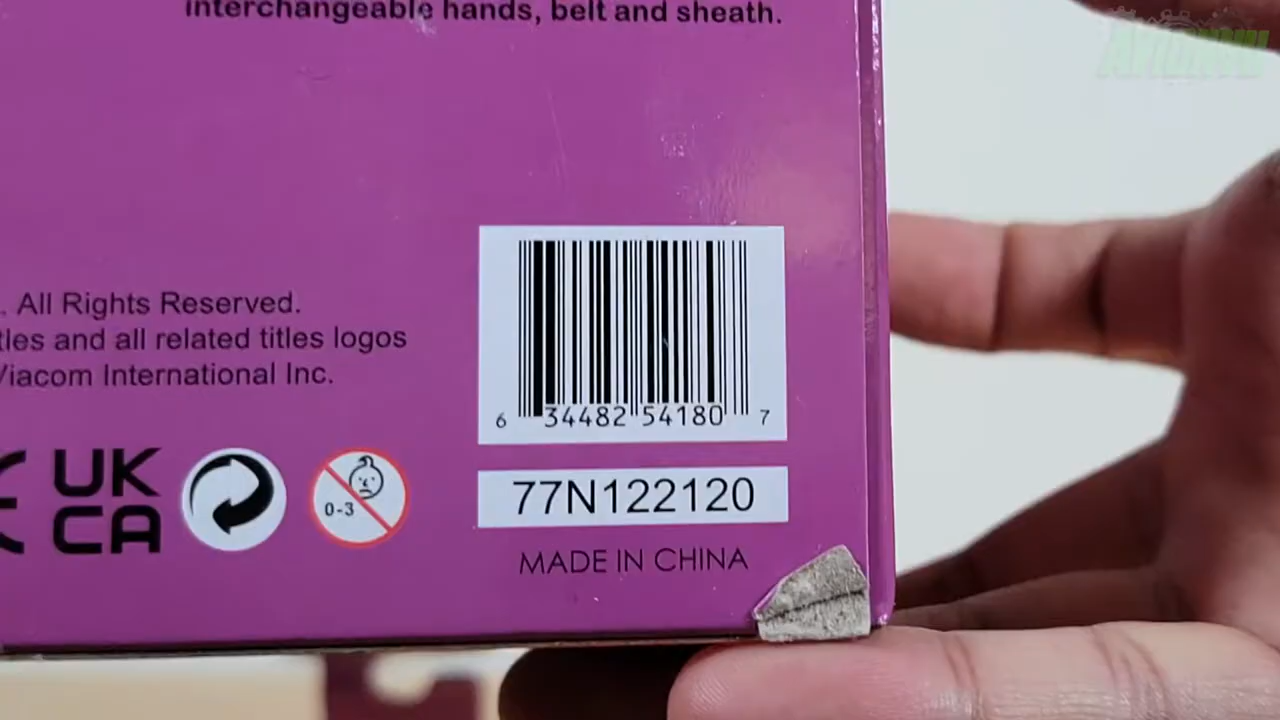 interchangeable hands, belt and sheath.
. All Rights Reserved.
tles and all related titles logos
Viacom International Inc.
6 34482 54180 7
UK
CA
0-3
77N122120
MADE IN CHINA